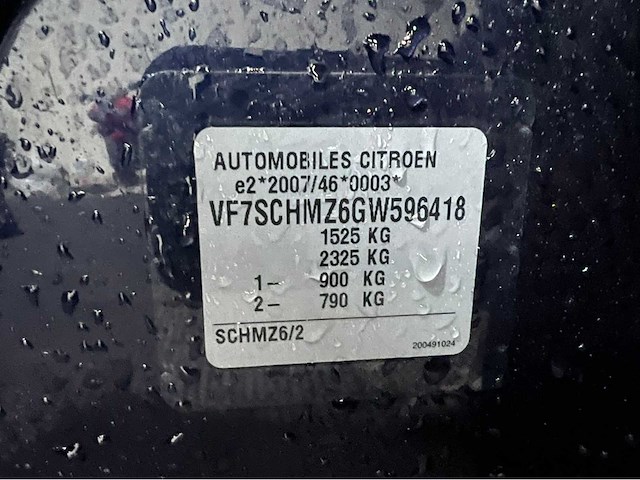 AUTOMOBILES CITROEN
e2*2007/46*0003*
VF7SCHMZ6GW596418
1525 KG
2325 KG
1– 900 KG
2– 790 KG
SCHMZ6/2
200491024